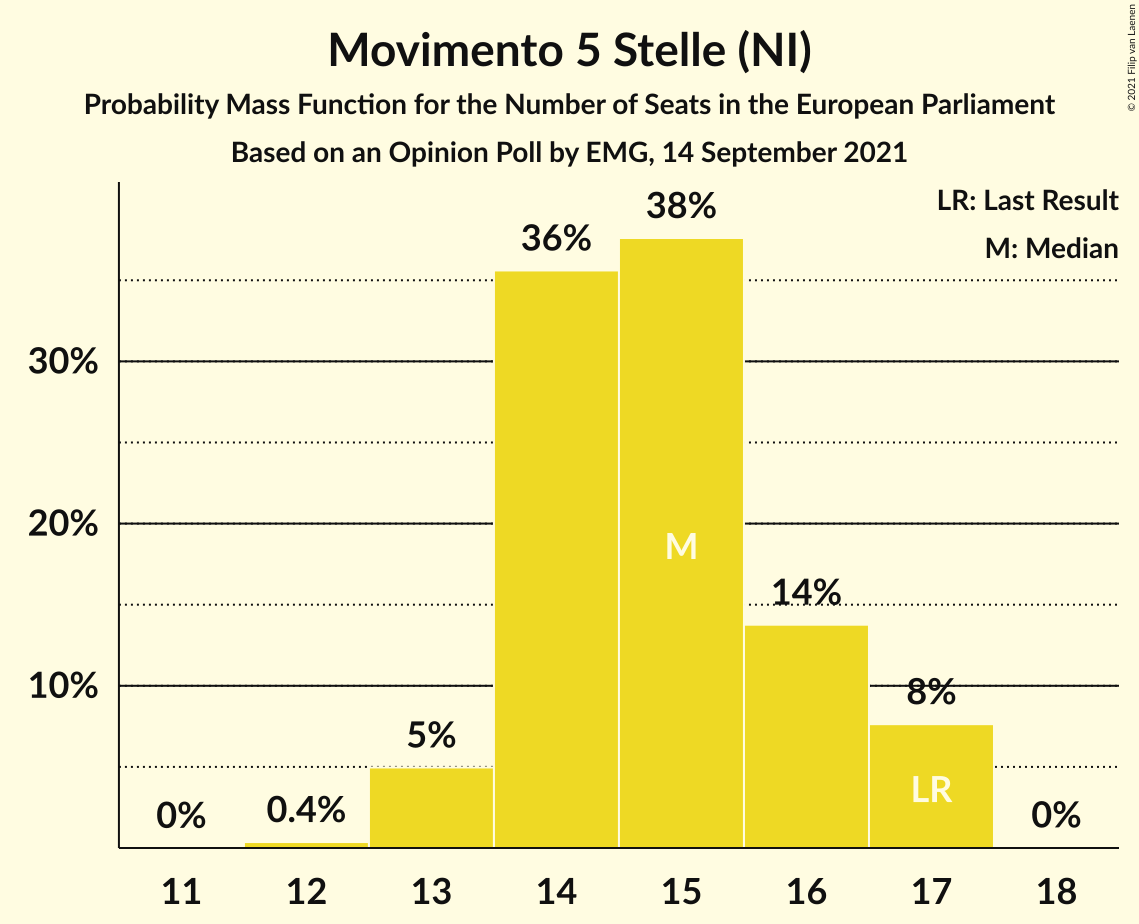 Movimento 5 Stelle (NI)
Probability Mass Function for the Number of Seats in the European Parliament
Based on an Opinion Poll by EMG, 14 September 2021
© 2021 Filip van Laenen
LR: Last Result
M: Median
38%
36%
30%
M
20%
14%
10%
8%
5%
LR
0%
0.4%
0%
11 12 13 14 15 16 17 18